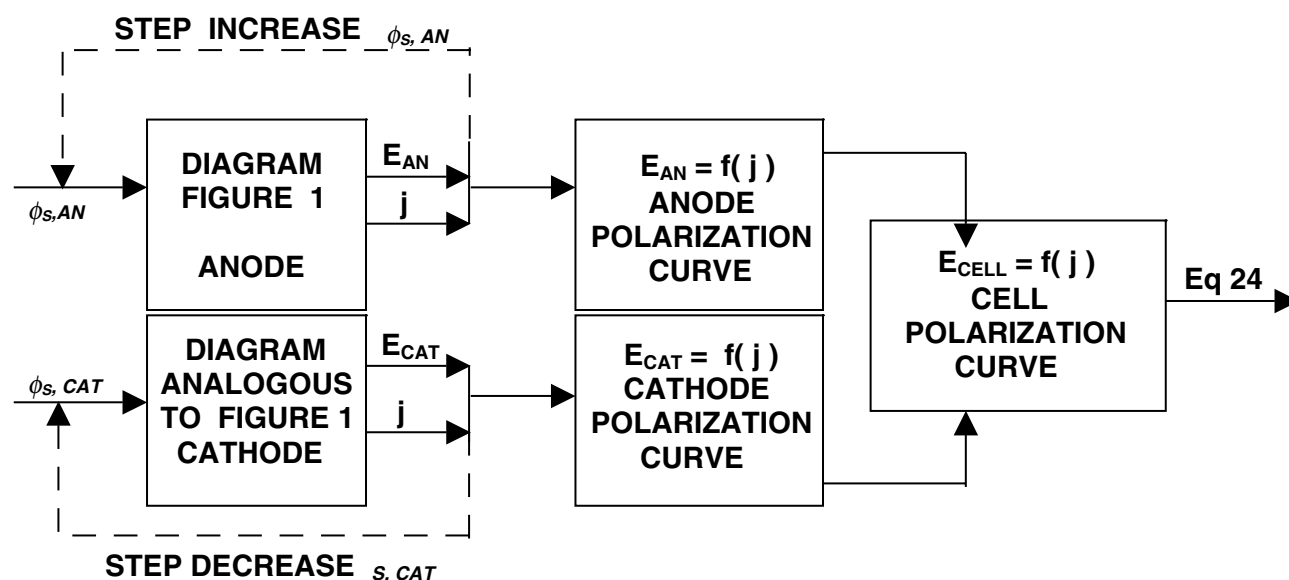 STEP INCREASE ϕS, AN
ϕS,AN
DIAGRAM
FIGURE 1
ANODE
EAN
j
EAN = f( j )
ANODE
POLARIZATION
CURVE
ϕS, CAT
DIAGRAM
ANALOGOUS
TO FIGURE 1
CATHODE
ECAT
j
ECAT = f( j )
CATHODE
POLARIZATION
CURVE
ECELL = f( j )
CELL
POLARIZATION
CURVE
Eq 24
STEP DECREASE S, CAT